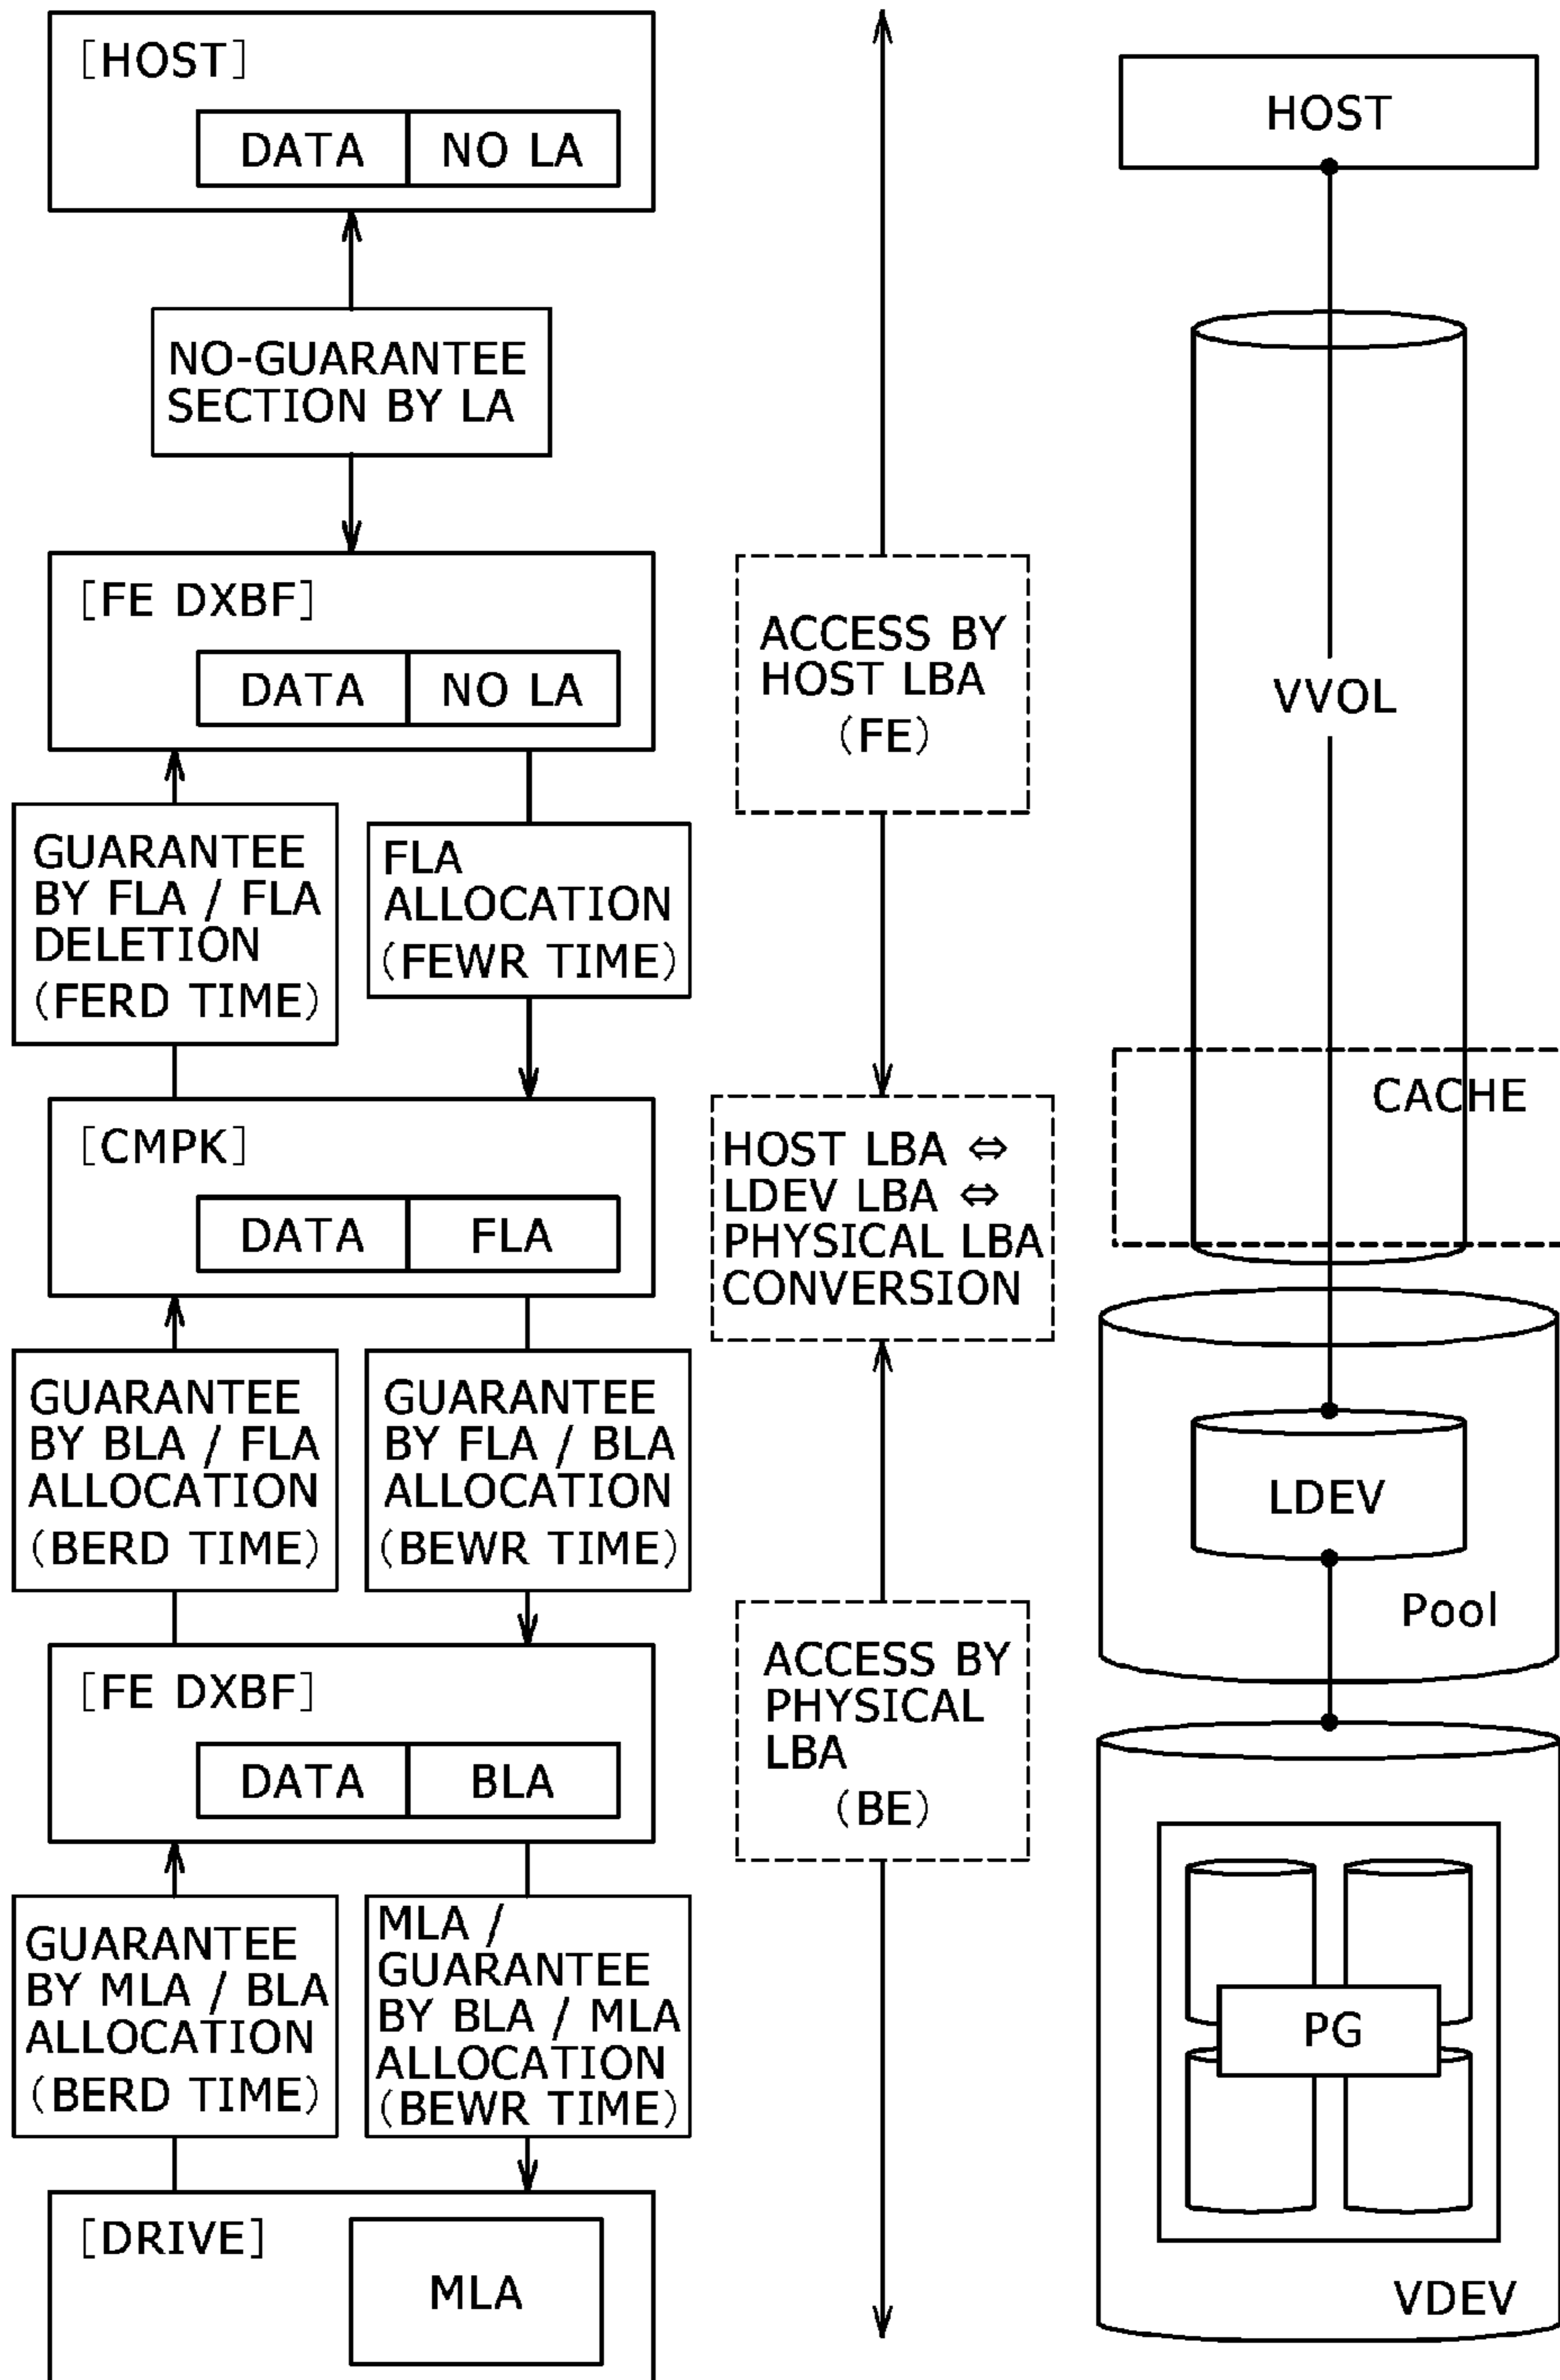 [HOST]
DATA
NO LA
NO-GUARANTEE
SECTION BY LA
[FE DXBF]
DATA
NO LA
GUARANTEE
BY FLA / FLA
DELETION
(FERD TIME)
FLA
ALLOCATION
(FEWR TIME)
[CMPK]
DATA
FLA
GUARANTEE
BY BLA / FLA
ALLOCATION
(BERD TIME)
GUARANTEE
BY FLA / BLA
ALLOCATION
(BEWR TIME)
[FE DXBF]
DATA
BLA
GUARANTEE
BY MLA / BLA
ALLOCATION
(BERD TIME)
MLA /
GUARANTEE
BY BLA / MLA
ALLOCATION
(BEWR TIME)
[DRIVE]
MLA
ACCESS BY
HOST LBA
(FE)
HOST LBA ⇔
LDEV LBA ⇔
PHYSICAL LBA
CONVERSION
ACCESS BY
PHYSICAL
LBA
(BE)
HOST
VVOL
CACHE
LDEV
Pool
PG
VDEV